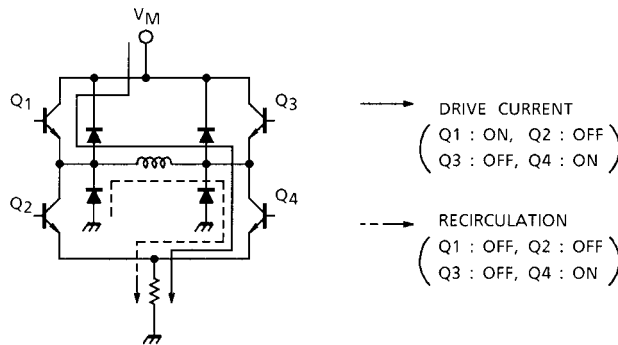 VM
Q1
Q3
Q2
Q4
DRIVE CURRENT
(Q1 : ON, Q2 : OFF
Q3 : OFF, Q4 : ON)
RECIRCULATION
(Q1 : OFF, Q2 : OFF
Q3 : OFF, Q4 : ON)